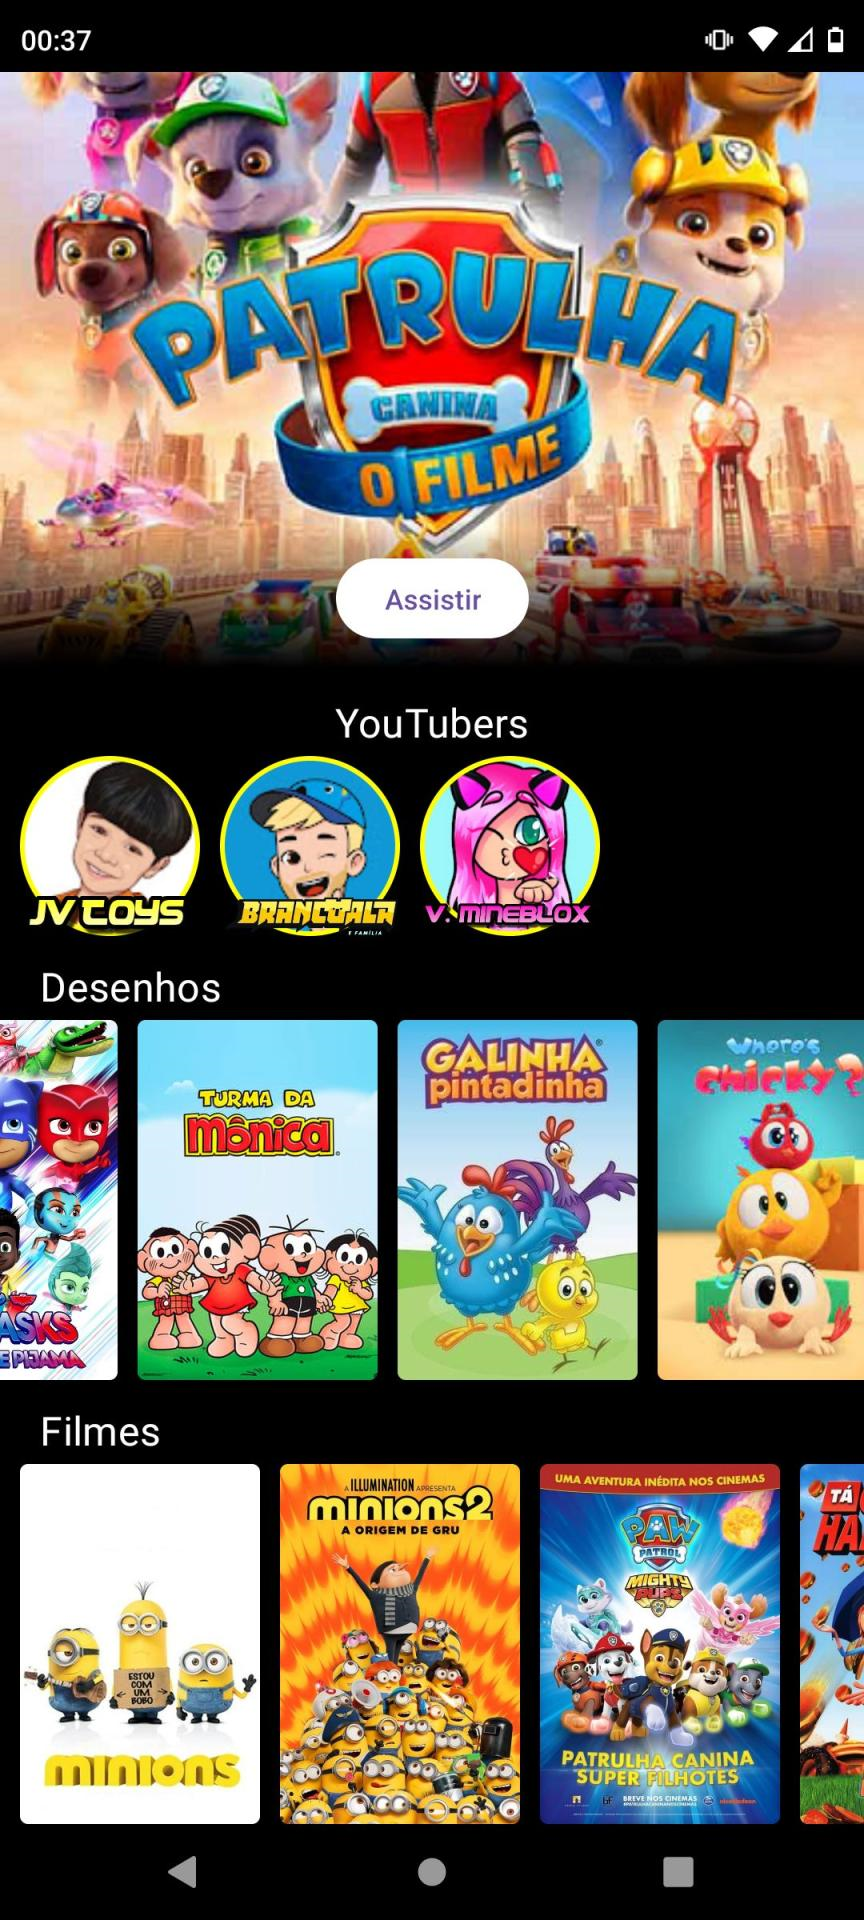 00:37
PATRULHA
CANINA
O FILME
Assistir
YouTubers
JV TOYS
BRANCOALA
E FAMÍLIA
V. MINEBLOX
Desenhos
ASKS
E PIJAMA
TURMA DA
Mônica
GALINHA
pintadinha
Where's
chicky?
Filmes
ESTOU
COM
UM
BOBO
minions
A ILLUMINATION APRESENTA
minions2
A ORIGEM DE GRU
UMA AVENTURA INÉDITA NOS CINEMAS
PAW
PATROL
MIGHTY
PUPS
PATRULHA CANINA
SUPER FILHOTES
BREVE NOS CINEMAS
nickelodeon
TÁ